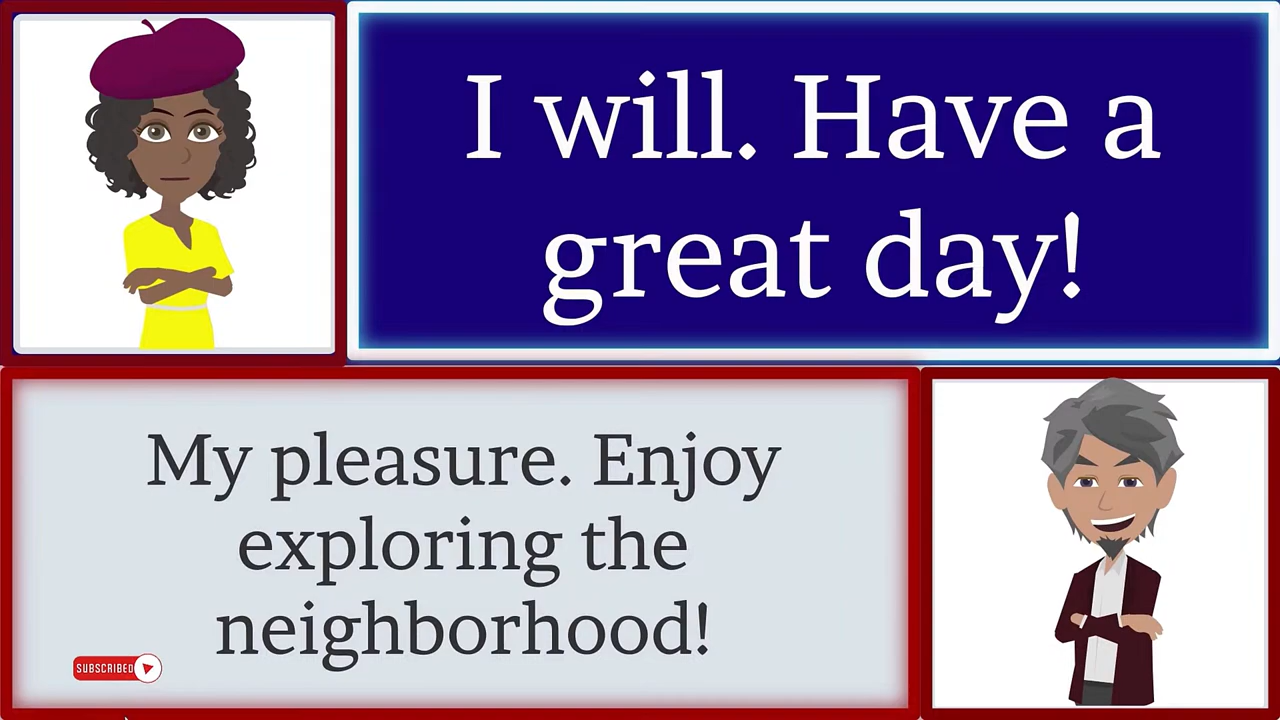 I will. Have a
great day!
My pleasure. Enjoy
exploring the
neighborhood!
SUBSCRIBED